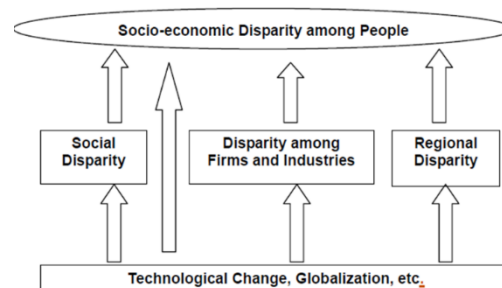 Socio-economic Disparity among People
Social
Disparity
Disparity among
Firms and Industries
Regional
Disparity
Technological Change, Globalization, etc.